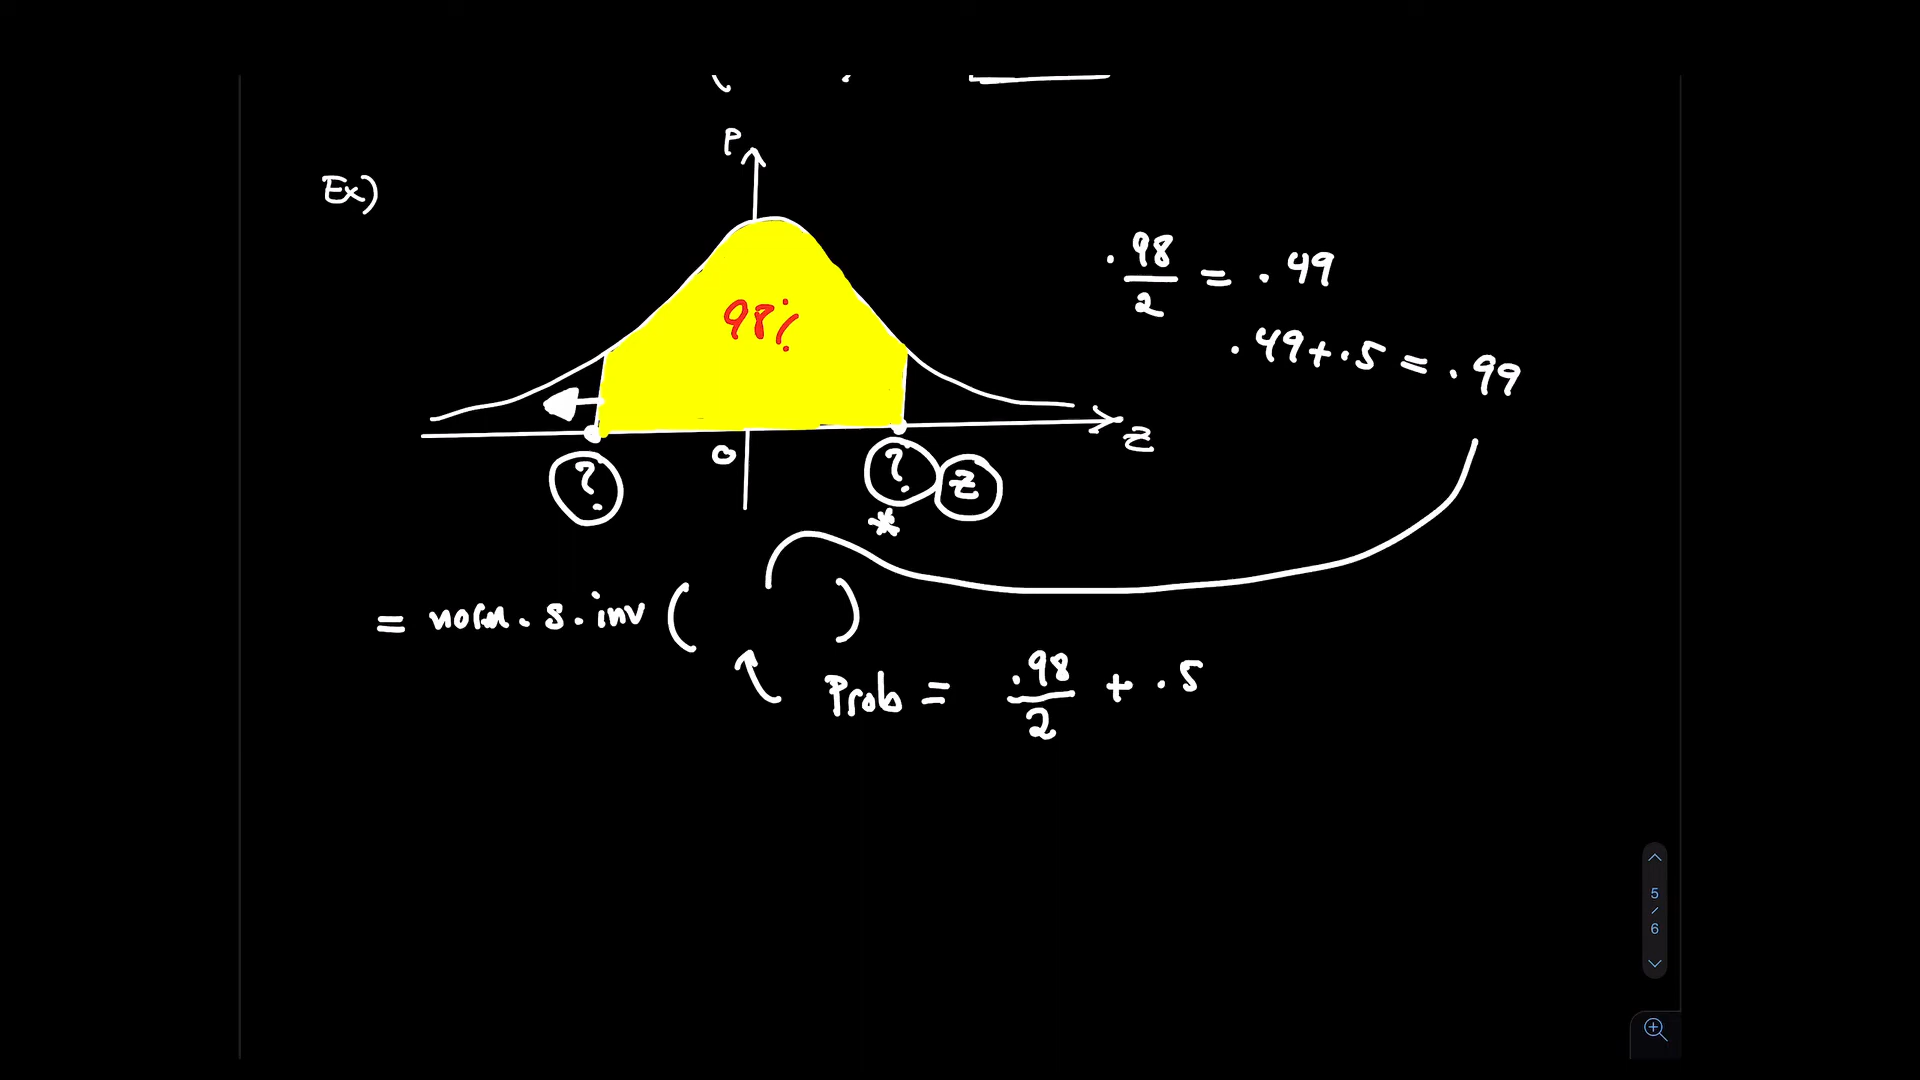 P
Ex)
98%
.98/2 = .49
.49+.5 = .99
0
z
?
? z
*
= norm.s.inv( )
Prob = .98/2 + .5
5
/
6